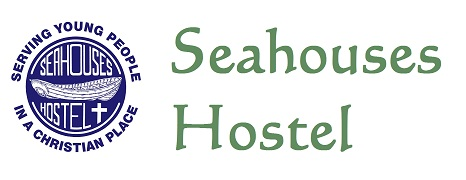 SERVING YOUNG PEOPLE
SEAHOUSES
HOSTEL
IN A CHRISTIAN PLACE
Seahouses
Hostel